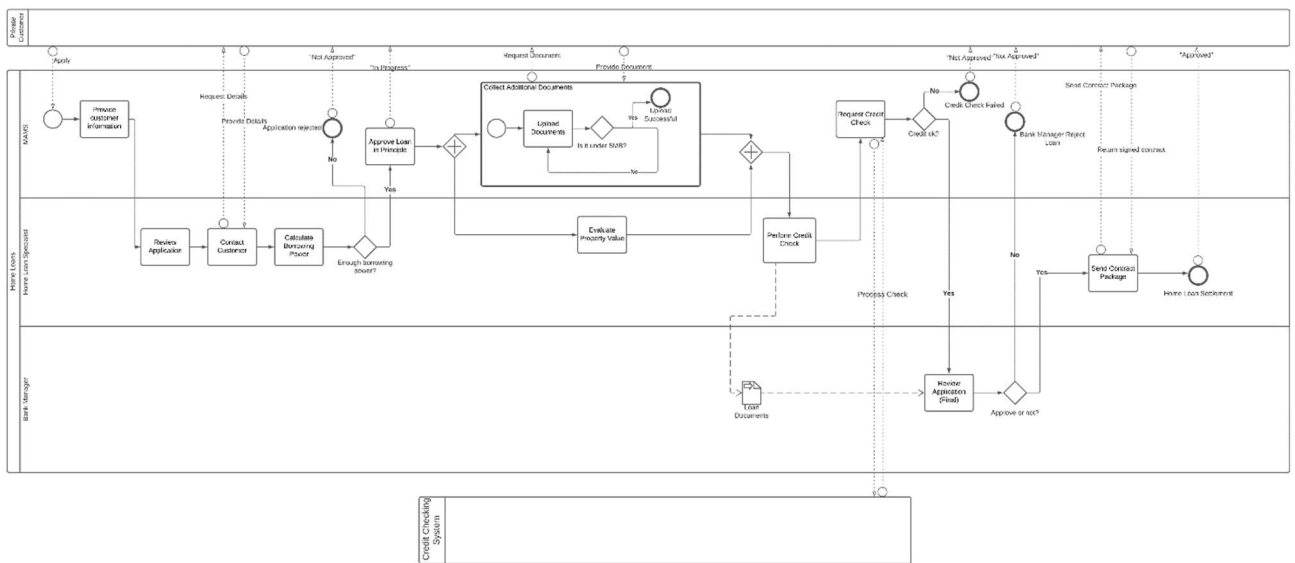 Private
Customer
Apply
"Not Approved"
"In Progress"
Request Document
Provide Document
"Not Approved"
"Not Approved"
"Approved"
Home Loans
MAMS
Provide
customer
information
Request Details
Provide Details
Application rejected
No
Approve Loan
in Principle
Yes
Collect Additional Documents
Upload
Documents
Is it under 5MB?
Yes
No
Upload
Successful
Request Credit
Check
Credit ok?
No
Credit Check Failed
Bank Manager Reject
Loan
Send Contract Package
Return signed contract
Home Loan Specialist
Review
Application
Contact
Customer
Calculate
Borrowing
Power
Enough borrowing
power?
Evaluate
Property Value
Perform Credit
Check
Process Check
Yes
No
Yes
Send Contract
Package
Home Loan Settlement
Bank Manager
Loan
Documents
Review
Application
(Final)
Approve or not?
Credit Checking
System